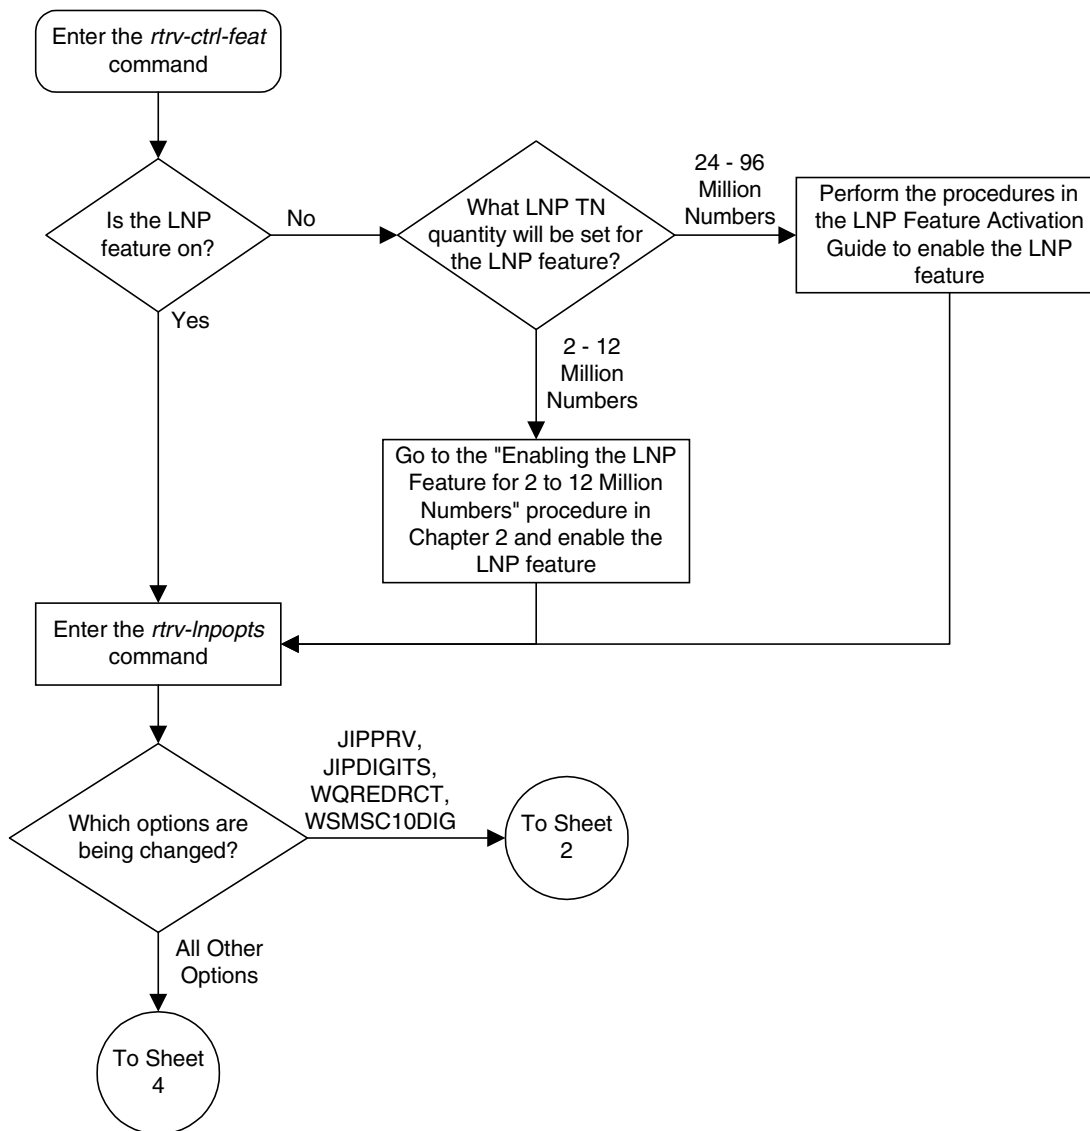 Enter the rtrv-ctrl-feat
command
Is the LNP
feature on?
No
Yes
What LNP TN
quantity will be set for
the LNP feature?
24 - 96
Million
Numbers
Perform the procedures in
the LNP Feature Activation
Guide to enable the LNP
feature
2 - 12
Million
Numbers
Go to the "Enabling the LNP
Feature for 2 to 12 Million
Numbers" procedure in
Chapter 2 and enable the
LNP feature
Enter the rtrv-lnpopts
command
Which options are
being changed?
JIPPRV,
JIPDIGITS,
WQREDRCT,
WSMSC10DIG
To Sheet
2
All Other
Options
To Sheet
4